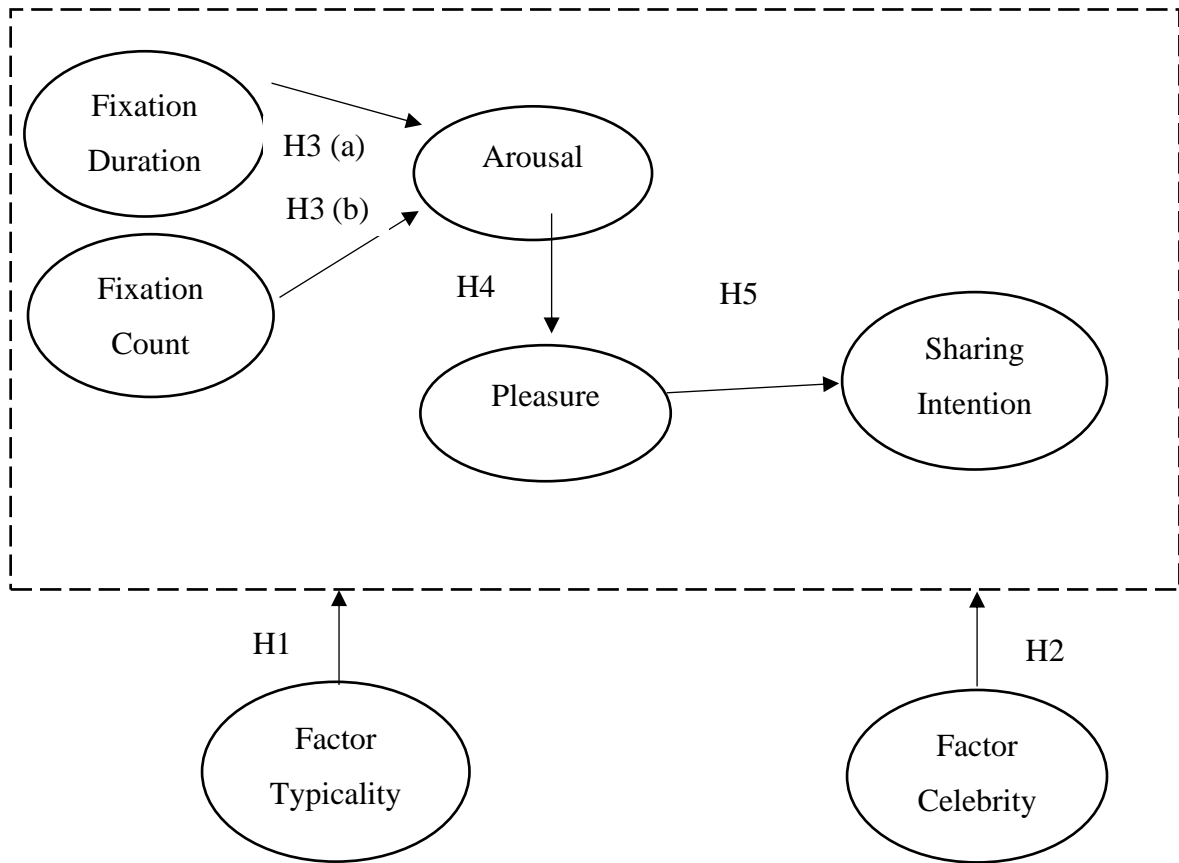 Fixation
Duration
H3 (a)
Arousal
H3 (b)
Fixation
Count
H4
H5
Pleasure
Sharing
Intention
H1
H2
Factor
Typicality
Factor
Celebrity